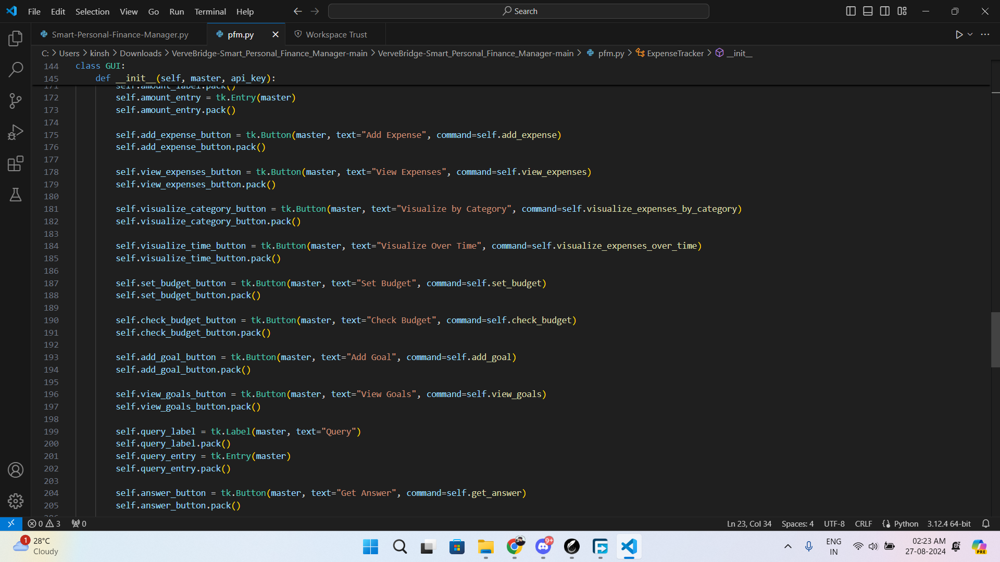 File Edit Selection View Go Run Terminal Help Search
Smart-Personal-Finance-Manager.py pfm.py Workspace Trust
C: > Users > kinsh > Downloads > VerveBridge-Smart_Personal_Finance_Manager-main > VerveBridge-Smart_Personal_Finance_Manager-main > pfm.py > ExpenseTracker > __init__
144 class GUI:
145 def __init__(self, master, api_key):
171 self.amount_label.pack()
172 self.amount_entry = tk.Entry(master)
173 self.amount_entry.pack()
174
175 self.add_expense_button = tk.Button(master, text="Add Expense", command=self.add_expense)
176 self.add_expense_button.pack()
177
178 self.view_expenses_button = tk.Button(master, text="View Expenses", command=self.view_expenses)
179 self.view_expenses_button.pack()
180
181 self.visualize_category_button = tk.Button(master, text="Visualize by Category", command=self.visualize_expenses_by_category)
182 self.visualize_category_button.pack()
183
184 self.visualize_time_button = tk.Button(master, text="Visualize Over Time", command=self.visualize_expenses_over_time)
185 self.visualize_time_button.pack()
186
187 self.set_budget_button = tk.Button(master, text="Set Budget", command=self.set_budget)
188 self.set_budget_button.pack()
189
190 self.check_budget_button = tk.Button(master, text="Check Budget", command=self.check_budget)
191 self.check_budget_button.pack()
192
193 self.add_goal_button = tk.Button(master, text="Add Goal", command=self.add_goal)
194 self.add_goal_button.pack()
195
196 self.view_goals_button = tk.Button(master, text="View Goals", command=self.view_goals)
197 self.view_goals_button.pack()
198
199 self.query_label = tk.Label(master, text="Query")
200 self.query_label.pack()
201 self.query_entry = tk.Entry(master)
202 self.query_entry.pack()
203
204 self.answer_button = tk.Button(master, text="Get Answer", command=self.get_answer)
205 self.answer_button.pack()
206
0 3 0 Ln 23, Col 34 Spaces: 4 UTF-8 CRLF {} Python 3.12.4 64-bit
1 28°C 9+ ENG 02:23 AM
Cloudy IN 27-08-2024 PRE